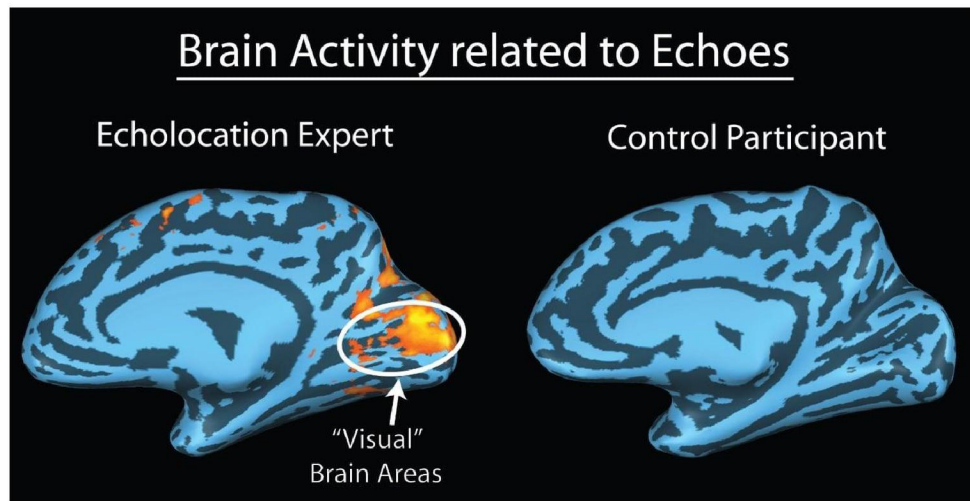 Brain Activity related to Echoes
Echolocation Expert
Control Participant
“Visual”
Brain Areas